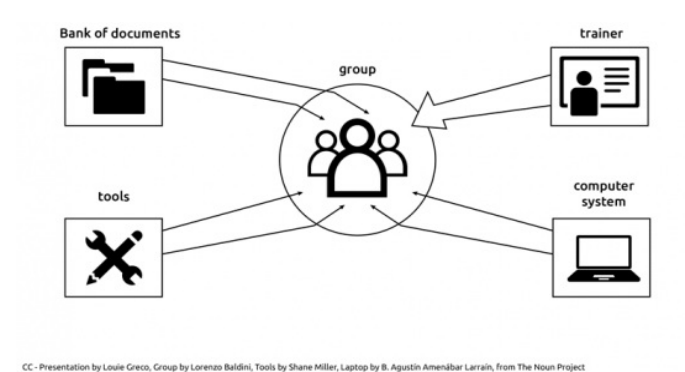 Bank of documents
trainer
group
tools
computer
system
CC - Presentation by Louie Greco, Group by Lorenzo Baldini, Tools by Shane Miller, Laptop by B. Agustín Amenábar Larraín, from The Noun Project